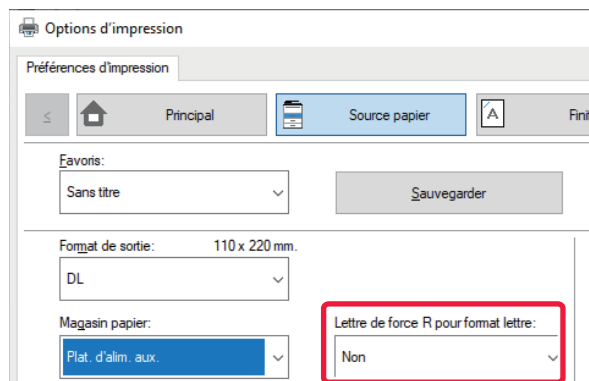 Options d'impression
Préférences d'impression
≤ Principal Source papier A
Favoris:
Sans titre Sauvegarder
Format de sortie: 110 x 220 mm.
DL
Magasin papier: Lettre de force R pour format lettre:
Plat. d'alim. aux. Non